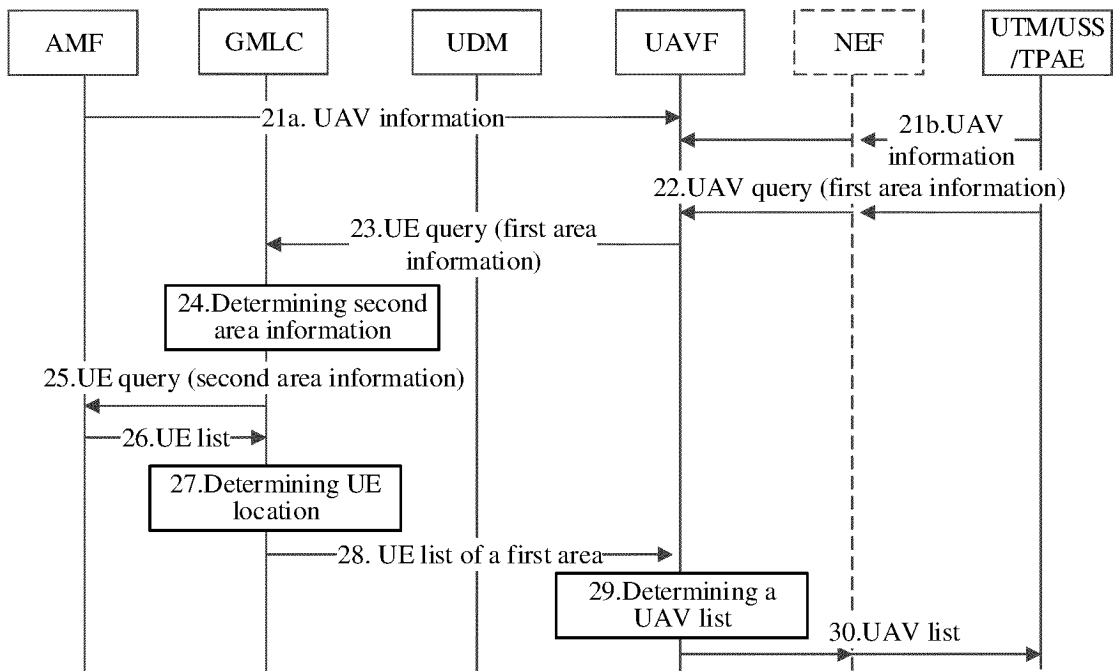 AMF
GMLC
UDM
UAVF
NEF
UTM/USS
/TPAE
21a. UAV information
21b.UAV
information
22.UAV query (first area information)
23.UE query (first area
information)
24.Determining second
area information
25.UE query (second area information)
26.UE list
27.Determining UE
location
28. UE list of a first area
29.Determining a
UAV list
30.UAV list